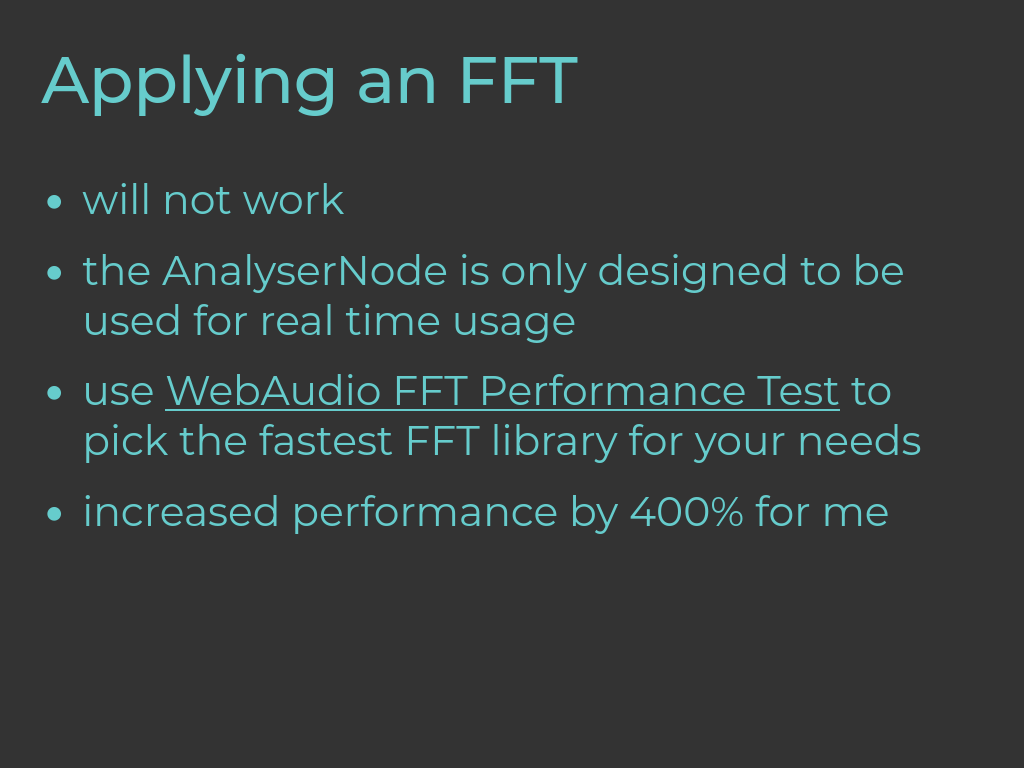 Applying an FFT
• will not work
• the AnalyserNode is only designed to be
used for real time usage
• use WebAudio FFT Performance Test to
pick the fastest FFT library for your needs
• increased performance by 400% for me